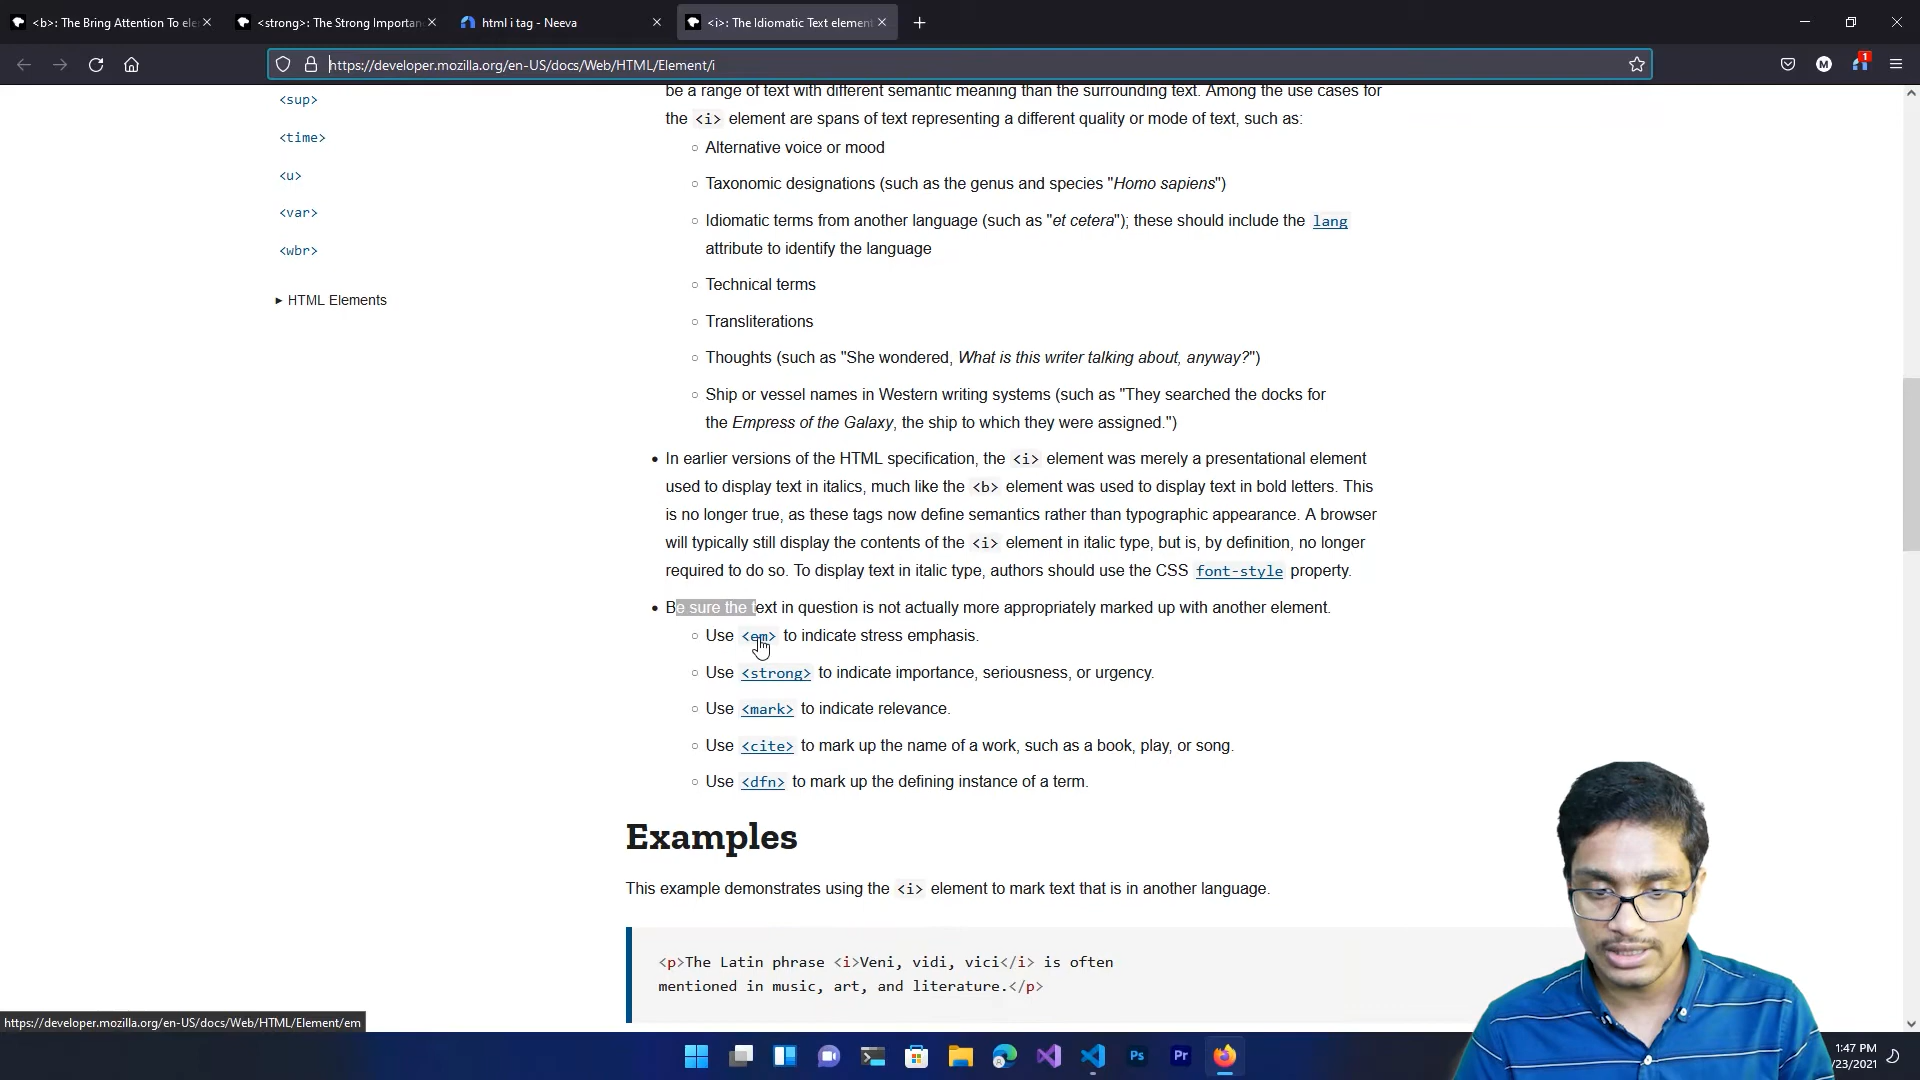 <b>: The Bring Attention To ele
<strong>: The Strong Importan
html i tag - Neeva
<i>: The Idiomatic Text element
https://developer.mozilla.org/en-US/docs/Web/HTML/Element/i
1
M
<sup>
<time>
<u>
<var>
<wbr>
▸ HTML Elements
be a range of text with different semantic meaning than the surrounding text. Among the use cases for
the <i> element are spans of text representing a different quality or mode of text, such as:
Alternative voice or mood
Taxonomic designations (such as the genus and species "Homo sapiens")
Idiomatic terms from another language (such as "et cetera"); these should include the lang
attribute to identify the language
Technical terms
Transliterations
Thoughts (such as "She wondered, What is this writer talking about, anyway?")
Ship or vessel names in Western writing systems (such as "They searched the docks for
the Empress of the Galaxy, the ship to which they were assigned.")
In earlier versions of the HTML specification, the <i> element was merely a presentational element
used to display text in italics, much like the <b> element was used to display text in bold letters. This
is no longer true, as these tags now define semantics rather than typographic appearance. A browser
will typically still display the contents of the <i> element in italic type, but is, by definition, no longer
required to do so. To display text in italic type, authors should use the CSS font-style property.
Be sure the text in question is not actually more appropriately marked up with another element.
Use <em> to indicate stress emphasis.
Use <strong> to indicate importance, seriousness, or urgency.
Use <mark> to indicate relevance.
Use <cite> to mark up the name of a work, such as a book, play, or song.
Use <dfn> to mark up the defining instance of a term.
Examples
This example demonstrates using the <i> element to mark text that is in another language.
<p>The Latin phrase <i>Veni, vidi, vici</i> is often
mentioned in music, art, and literature.</p>
https://developer.mozilla.org/en-US/docs/Web/HTML/Element/em
Ps
Pr
1:47 PM
/23/2021